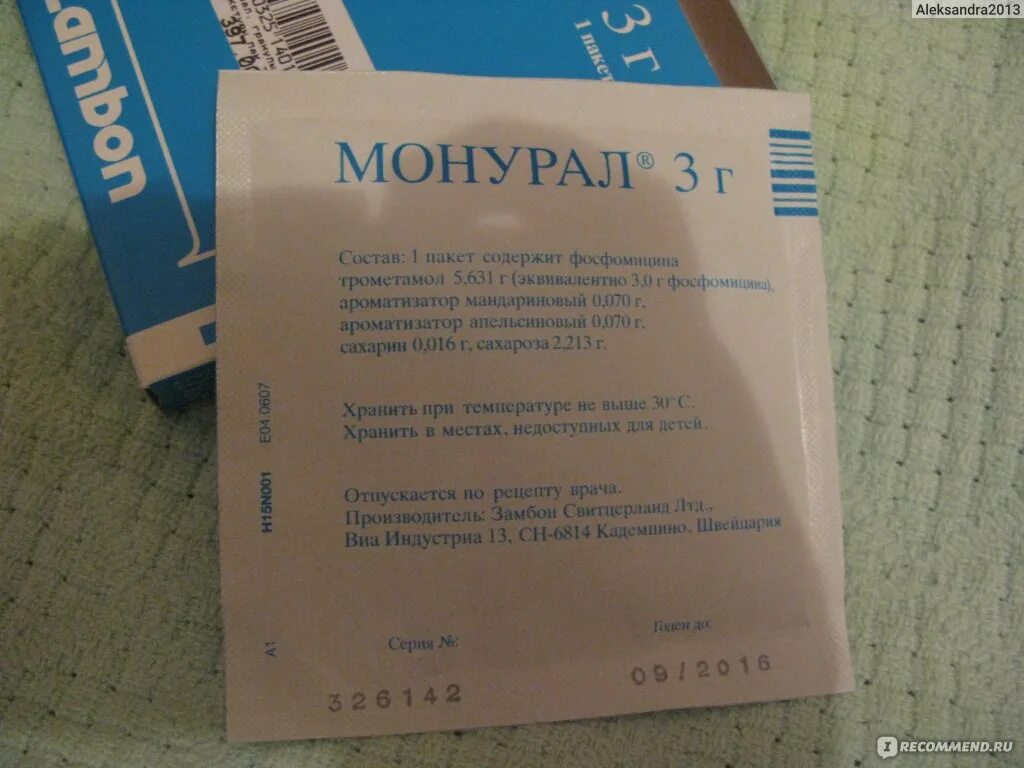 Aleksandra2013
Zambon
3 г
1 пакет
МОНУРАЛ® 3 г
Состав: 1 пакет содержит фосфомицина
трометамол 5,631 г (эквивалентно 3,0 г фосфомицина),
ароматизатор мандариновый 0,070 г,
ароматизатор апельсиновый 0,070 г,
сахарин 0,016 г, сахароза 2,213 г.
Хранить при температуре не выше 30°С.
Хранить в местах, недоступных для детей.
Отпускается по рецепту врача.
Производитель: Замбон Свитцерланд Лтд.,
Виа Индустриа 13, СН-6814 Кадемпино, Швейцария
H15N001 E04.0607
A1
Серия №:
Годен до:
326142
09/2016
IRECOMMEND.RU